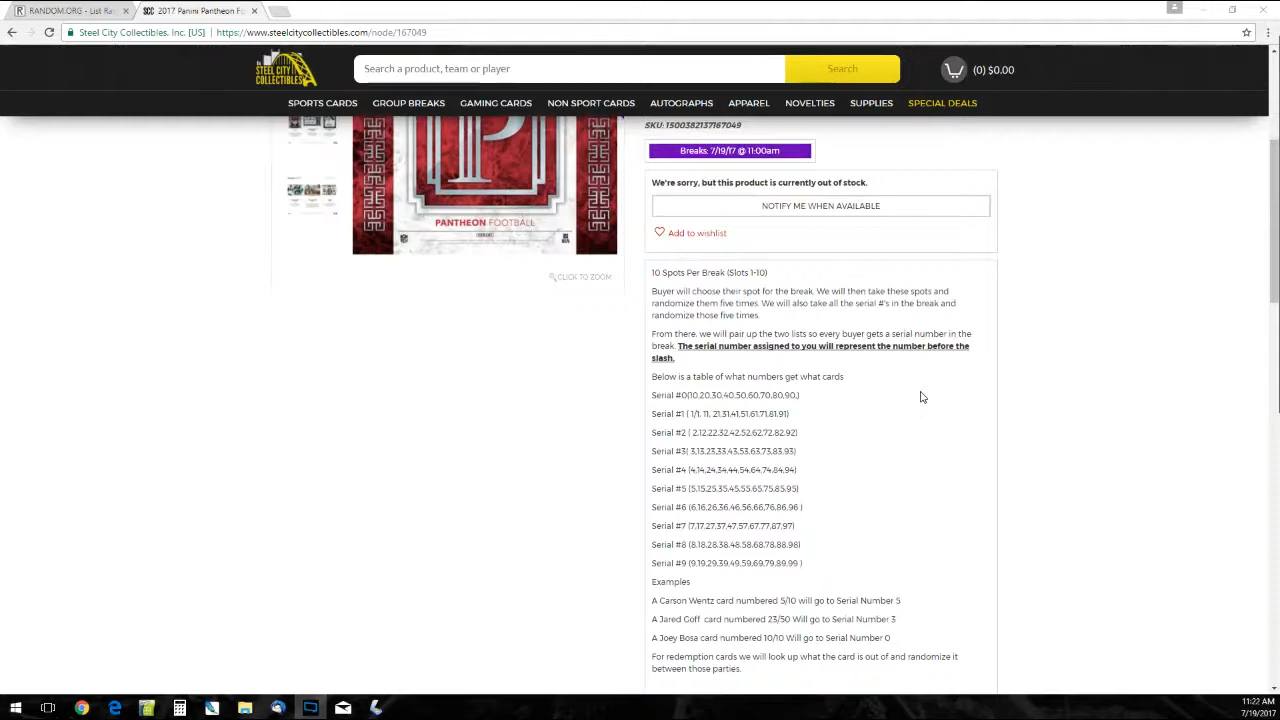 RANDOM.ORG - List Ra
2017 Panini Pantheon Fo
Steel City Collectibles, Inc. [US]
https://www.steelcitycollectibles.com/node/167049
the
STEEL CITY
COLLECTIBLES
Search a product, team or player
Search
(0) $0.00
SPORTS CARDS
GROUP BREAKS
GAMING CARDS
NON SPORT CARDS
AUTOGRAPHS
APPAREL
NOVELTIES
SUPPLIES
SPECIAL DEALS
PANTHEON FOOTBALL
CLICK TO ZOOM
SKU: 1500382137167049
Breaks: 7/19/17 @ 11:00am
We're sorry, but this product is currently out of stock.
NOTIFY ME WHEN AVAILABLE
Add to wishlist
10 Spots Per Break (Slots 1-10)
Buyer will choose their spot for the break. We will then take these spots and
randomize them five times. We will also take all the serial #'s in the break and
randomize those five times.
From there, we will pair up the two lists so every buyer gets a serial number in the
break. The serial number assigned to you will represent the number before the
slash.
Below is a table of what numbers get what cards
Serial #0(10,20,30,40,50,60,70,80,90,)
Serial #1 ( 1/1, 11, 21,31,41,51,61,71,81,91)
Serial #2 ( 2,12,22,32,42,52,62,72,82,92)
Serial #3( 3,13,23,33,43,53,63,73,83,93)
Serial #4 (4,14,24,34,44,54,64,74,84,94)
Serial #5 (5,15,25,35,45,55,65,75,85,95)
Serial #6 (6,16,26,36,46,56,66,76,86,96 )
Serial #7 (7,17,27,37,47,57,67,77,87,97)
Serial #8 (8,18,28,38,48,58,68,78,88,98)
Serial #9 (9,19,29,39,49,59,69,79,89,99 )
Examples
A Carson Wentz card numbered 5/10 will go to Serial Number 5
A Jared Goff card numbered 23/50 Will go to Serial Number 3
A Joey Bosa card numbered 10/10 Will go to Serial Number 0
For redemption cards we will look up what the card is out of and randomize it
between those parties.
11:22 AM
7/19/2017